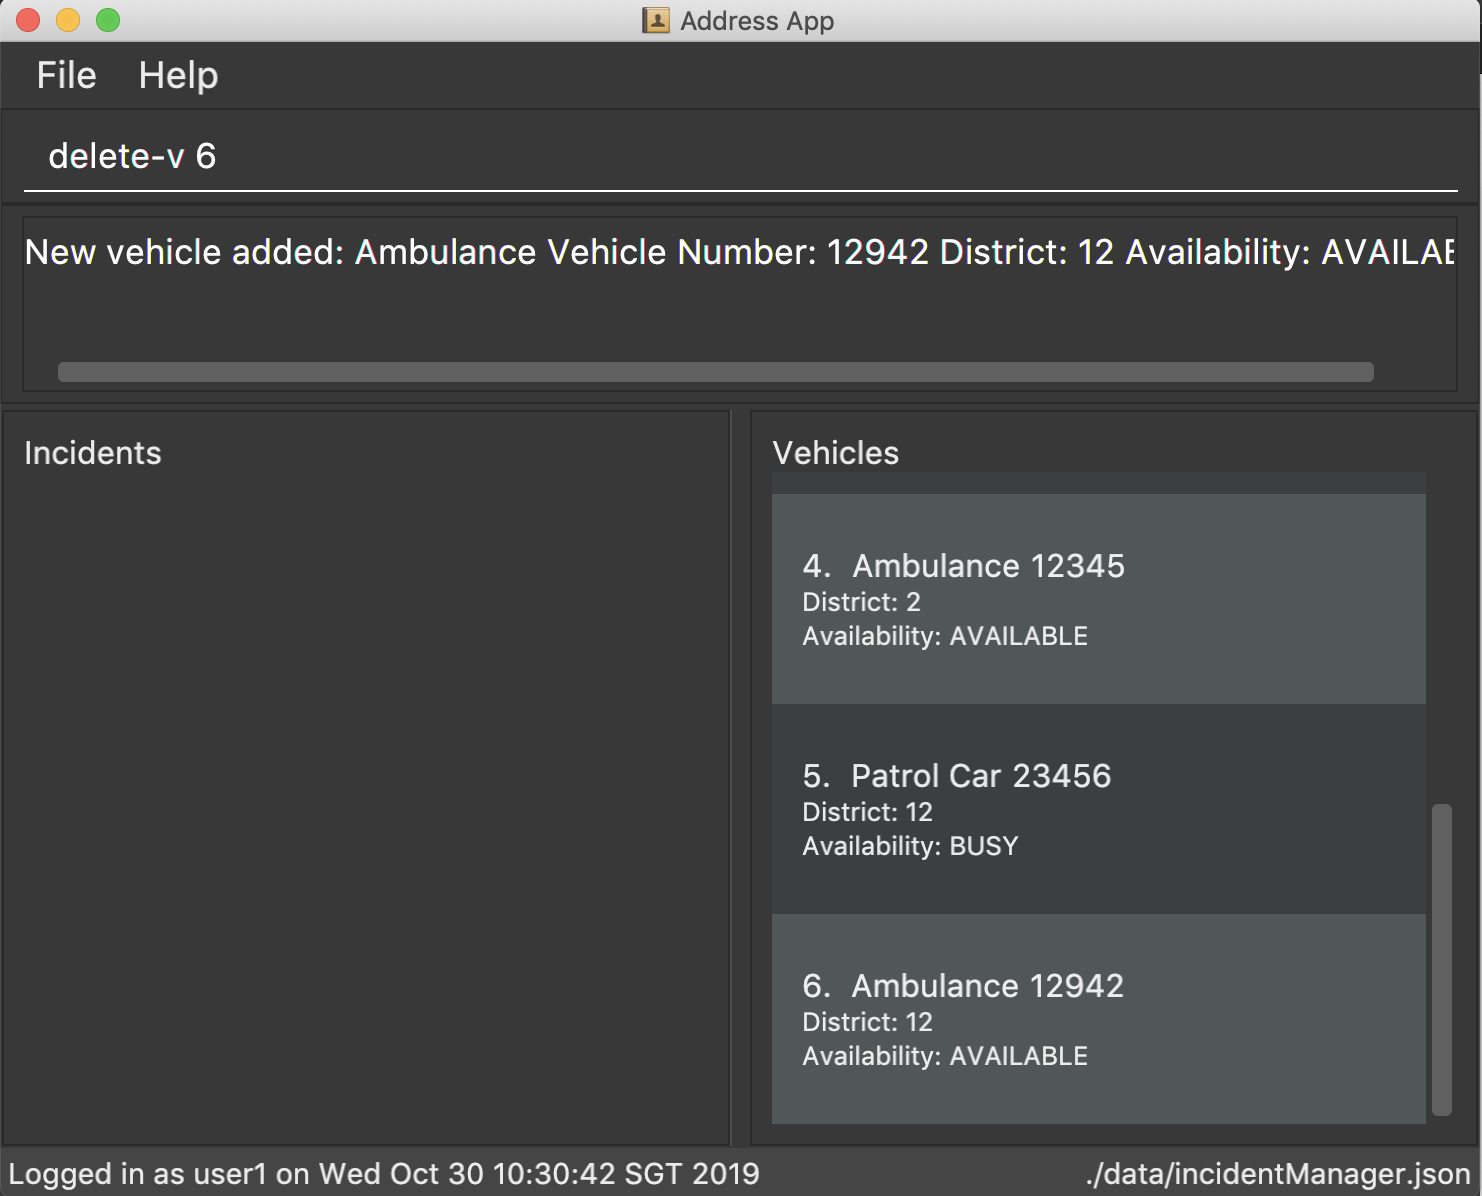 Address App
File Help
delete-v 6
New vehicle added: Ambulance Vehicle Number: 12942 District: 12 Availability: AVAILAB
Incidents
Vehicles
4. Ambulance 12345
District: 2
Availability: AVAILABLE
5. Patrol Car 23456
District: 12
Availability: BUSY
6. Ambulance 12942
District: 12
Availability: AVAILABLE
Logged in as user1 on Wed Oct 30 10:30:42 SGT 2019
./data/incidentManager.json